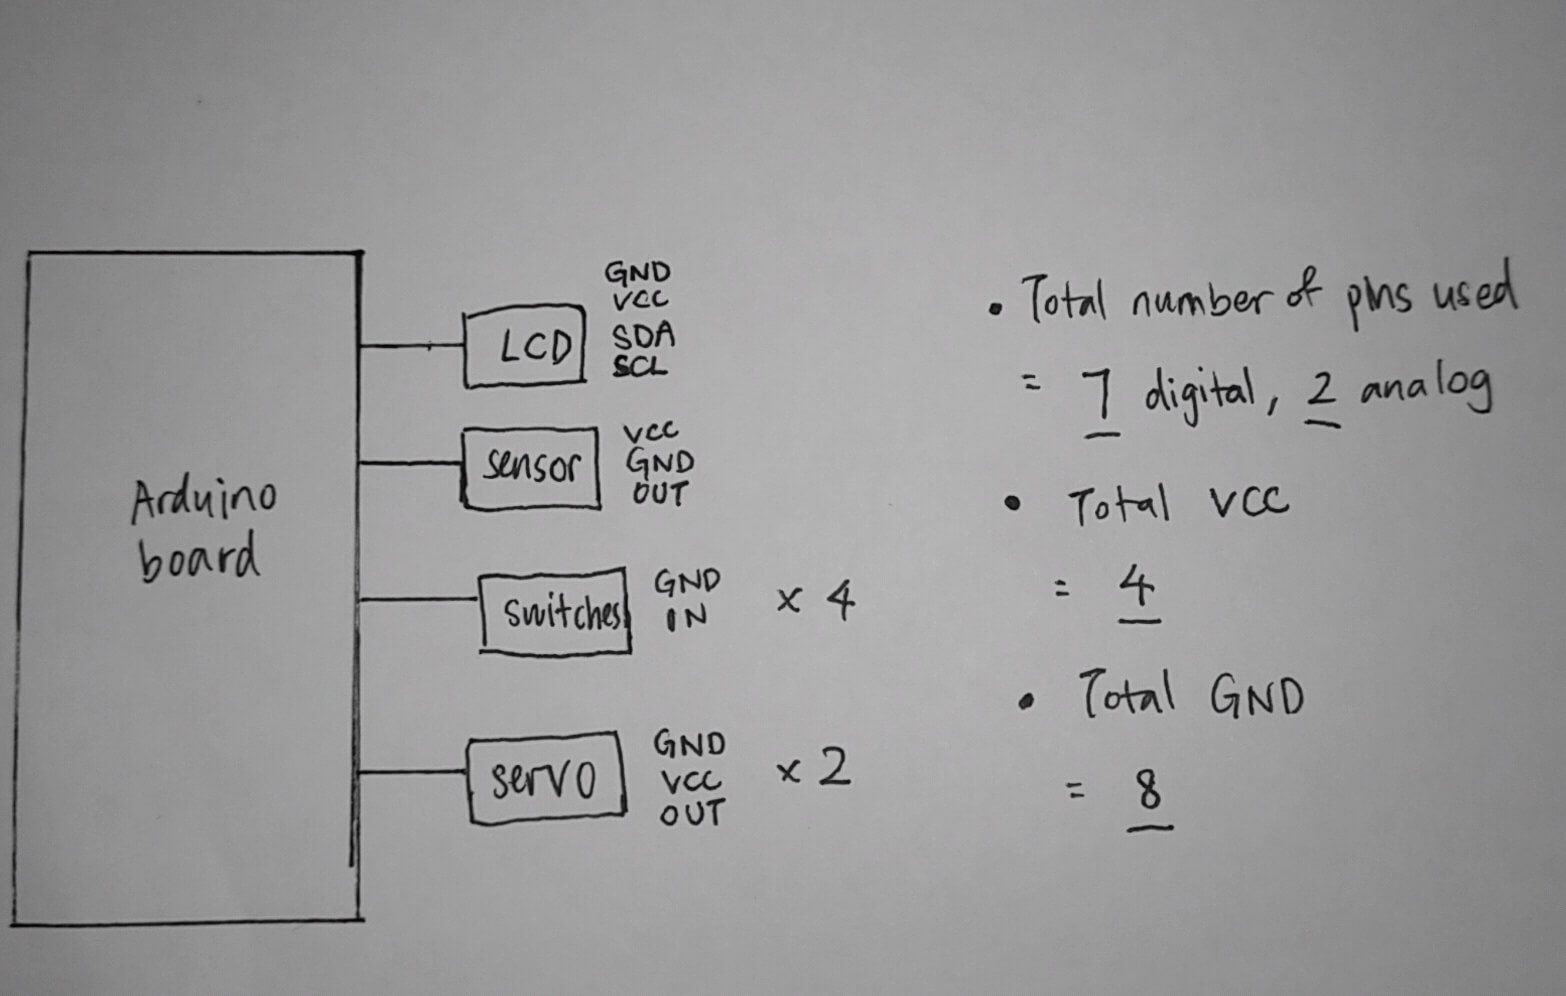 Arduino
board
LCD
GND
VCC
SDA
SCL
sensor
VCC
GND
OUT
switches
GND
IN
x 4
servo
GND
VCC
OUT
x 2
• Total number of pins used
= 7 digital, 2 analog
• Total VCC
= 4
• Total GND
= 8